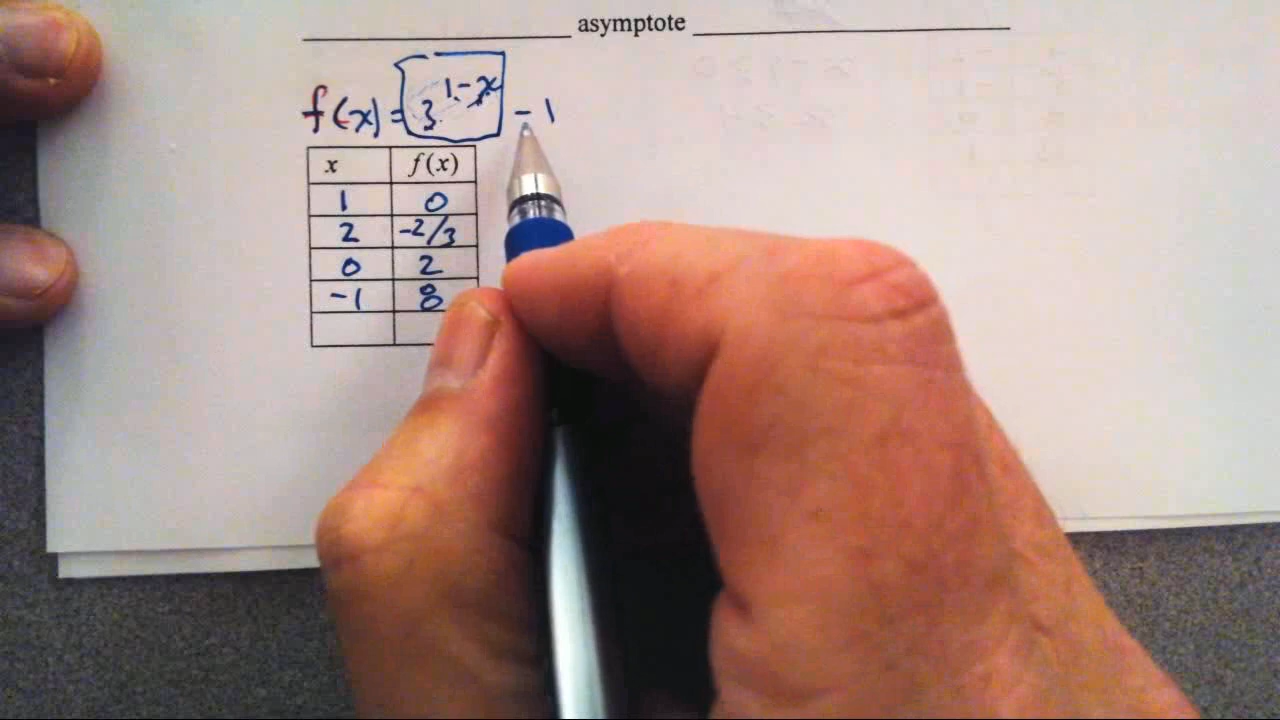 asymptote
f(x) = 3^{1-x} - 1
x f(x)
1 0
2 -2/3
0 2
-1 8